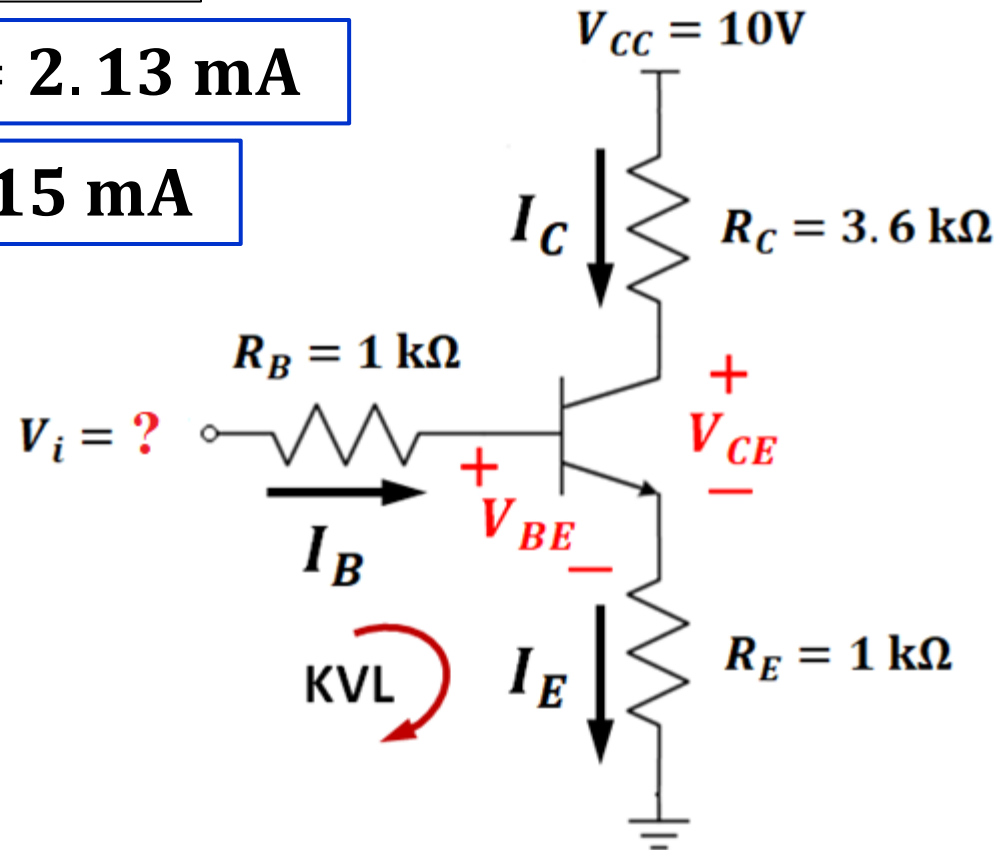 V_CC = 10V
= 2.13 mA
15 mA
I_C
R_C = 3.6 kΩ
R_B = 1 kΩ
+
V_i = ?
V_CE
−
+
V_BE
−
I_B
I_E
R_E = 1 kΩ
KVL